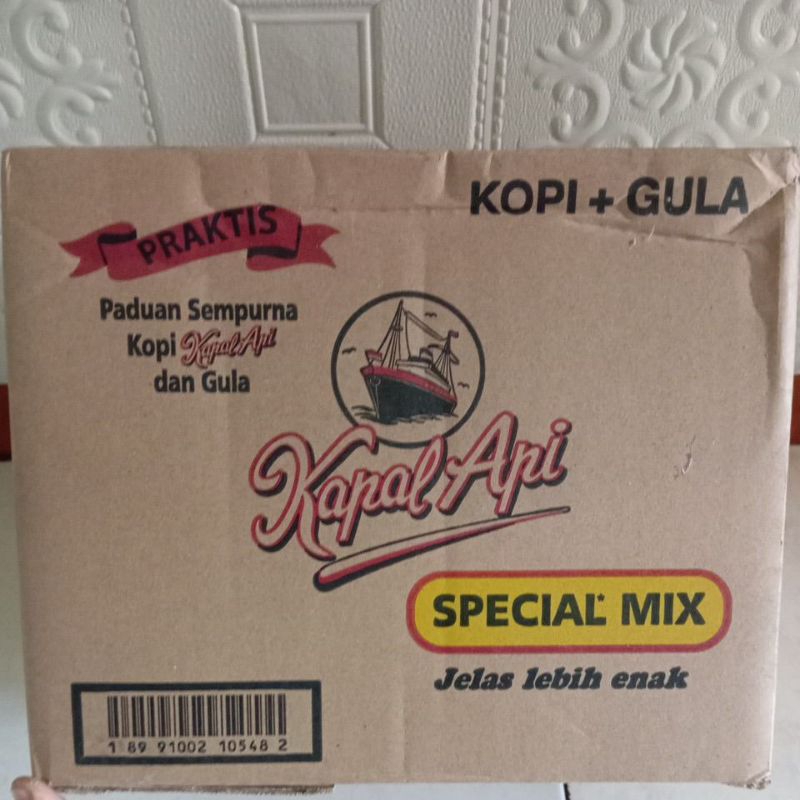 KOPI + GULA
PRAKTIS
Paduan Sempurna
Kopi Kapal Api
dan Gula
Kapal Api
SPECIAL* MIX
Jelas lebih enak
1 89 91002 10548 2